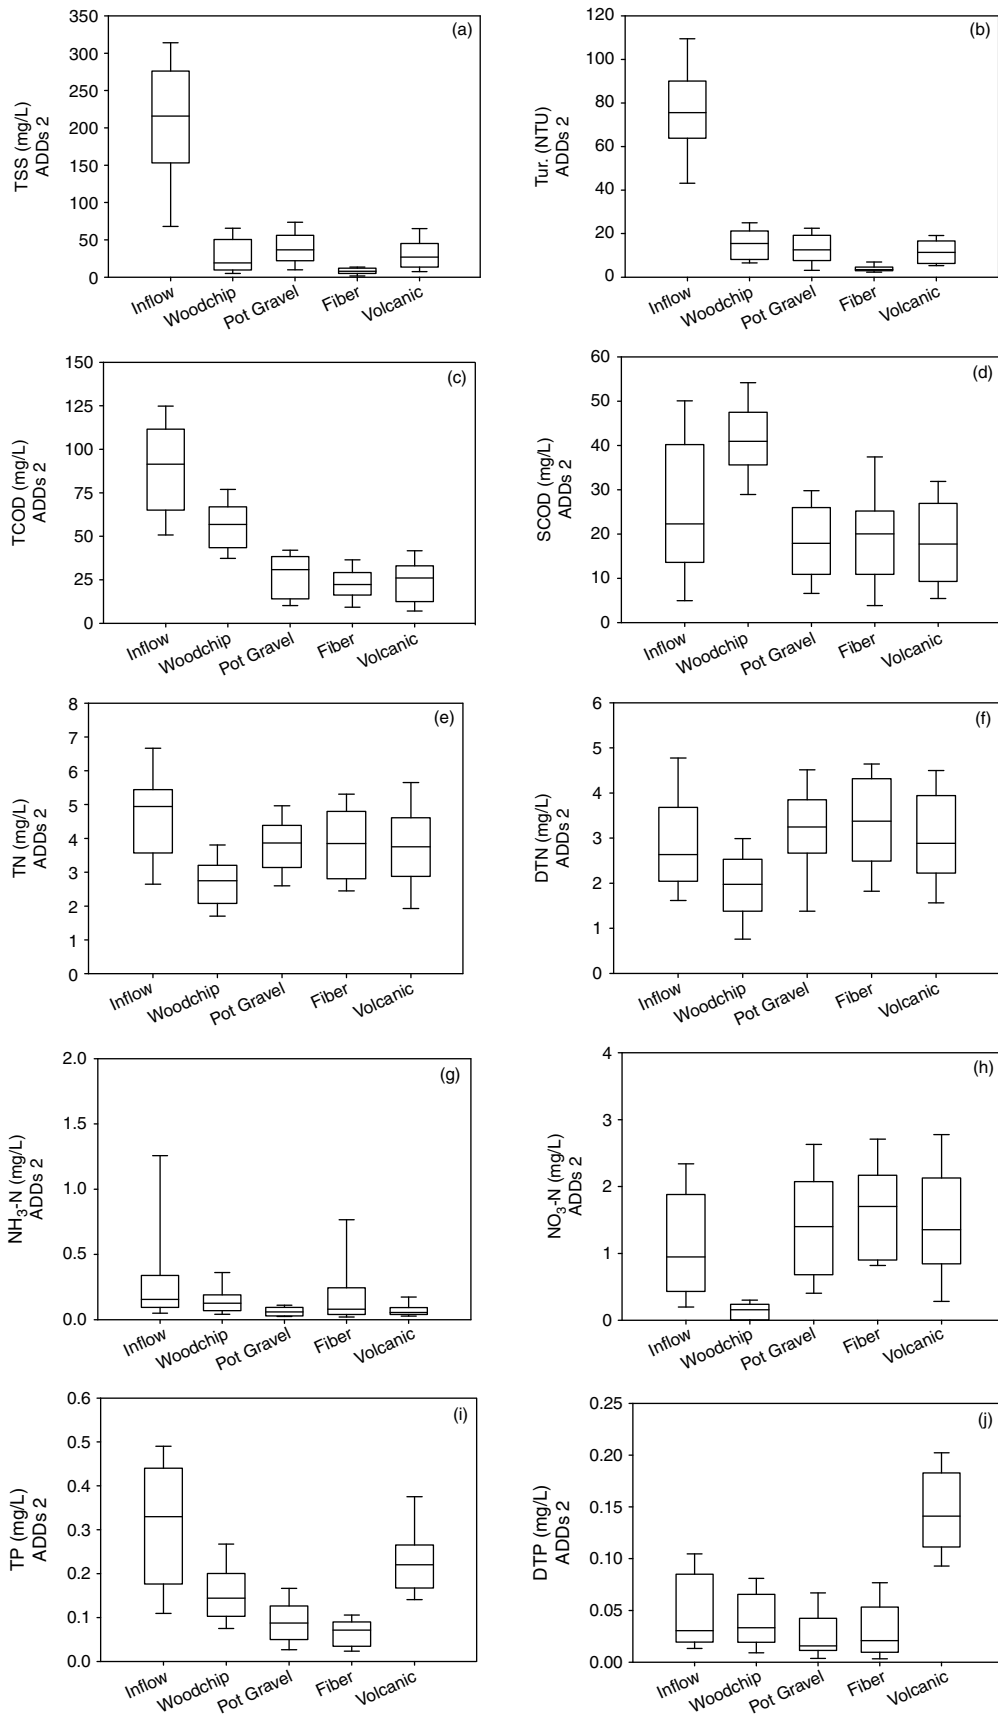 (a)
TSS (mg/L)
ADDs 2
350
300
250
200
150
100
50
0
Inflow
Woodchip
Pot Gravel
Fiber
Volcanic
(b)
Tur. (NTU)
ADDs 2
120
100
80
60
40
20
0
Inflow
Woodchip
Pot Gravel
Fiber
Volcanic
(c)
TCOD (mg/L)
ADDs 2
150
125
100
75
50
25
0
Inflow
Woodchip
Pot Gravel
Fiber
Volcanic
(d)
SCOD (mg/L)
ADDs 2
60
50
40
30
20
10
0
Inflow
Woodchip
Pot Gravel
Fiber
Volcanic
(e)
TN (mg/L)
ADDs 2
8
7
6
5
4
3
2
1
0
Inflow
Woodchip
Pot Gravel
Fiber
Volcanic
(f)
DTN (mg/L)
ADDs 2
6
5
4
3
2
1
0
Inflow
Woodchip
Pot Gravel
Fiber
Volcanic
(g)
NH₃-N (mg/L)
ADDs 2
2.0
1.5
1.0
0.5
0.0
Inflow
Woodchip
Pot Gravel
Fiber
Volcanic
(h)
NO₃-N (mg/L)
ADDs 2
4
3
2
1
0
Inflow
Woodchip
Pot Gravel
Fiber
Volcanic
(i)
TP (mg/L)
ADDs 2
0.6
0.5
0.4
0.3
0.2
0.1
0.0
Inflow
Woodchip
Pot Gravel
Fiber
Volcanic
(j)
DTP (mg/L)
ADDs 2
0.25
0.20
0.15
0.10
0.05
0.00
Inflow
Woodchip
Pot Gravel
Fiber
Volcanic